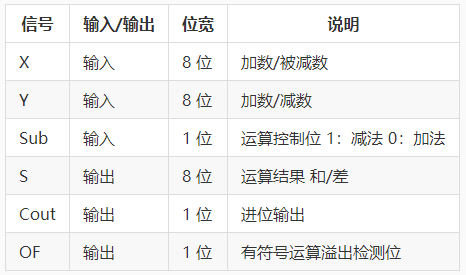 信号 输入/输出 位宽 说明
X 输入 8 位 加数/被减数
Y 输入 8 位 加数/减数
Sub 输入 1 位 运算控制位 1：减法 0：加法
S 输出 8 位 运算结果 和/差
Cout 输出 1 位 进位输出
OF 输出 1 位 有符号运算溢出检测位